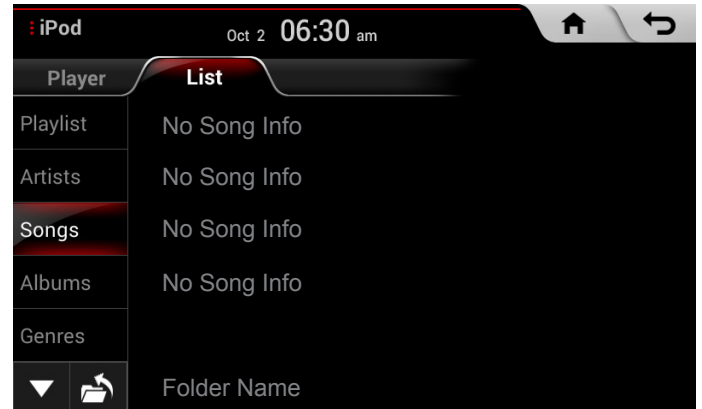 iPod
Oct 2 06:30 am
Player
List
Playlist
No Song Info
Artists
No Song Info
Songs
No Song Info
Albums
No Song Info
Genres
Folder Name